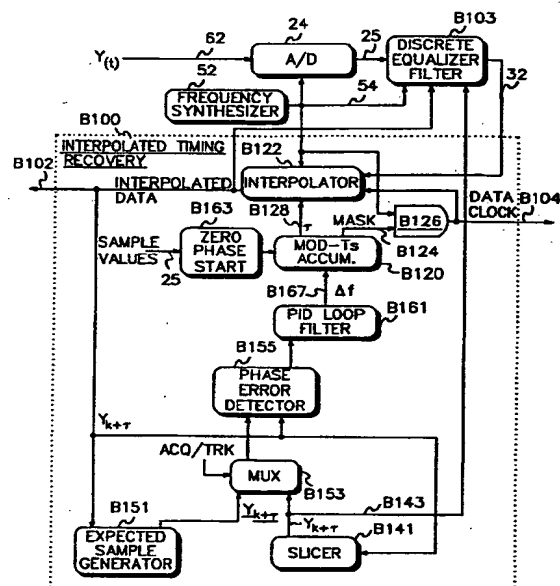 24
25
B103
62
Y(t)
A/D
DISCRETE
EQUALIZER
FILTER
52
54
32
FREQUENCY
SYNTHESIZER
B100
INTERPOLATED TIMING
RECOVERY
B122
B102
INTERPOLATED
DATA
INTERPOLATOR
DATA
CLOCK
B104
B163
B128
τ
MASK
B126
B124
SAMPLE
VALUES
25
ZERO
PHASE
START
MOD-Ts
ACCUM.
B120
B167
Δf
B161
PID LOOP
FILTER
B155
PHASE
ERROR
DETECTOR
Yk+τ
ACQ/TRK
MUX
B153
B143
B151
Yk+τ
~Yk+τ
B141
EXPECTED
SAMPLE
GENERATOR
SLICER